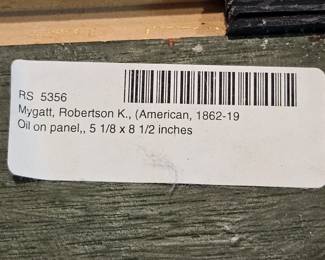 RS 5356
Mygatt, Robertson K., (American, 1862-19
Oil on panel,, 5 1/8 x 8 1/2 inches